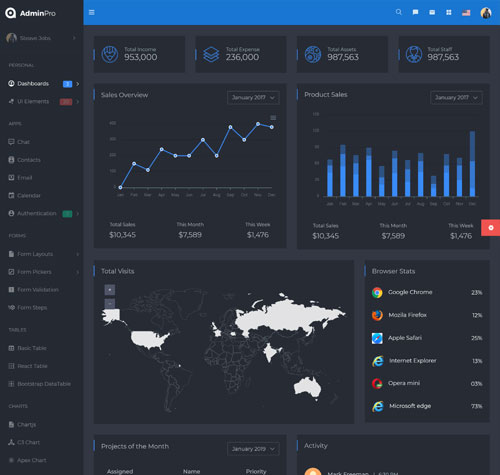 AdminPro
Steave Jobs
PERSONAL
Dashboards
UI Elements
APPS
Chat
Contacts
Email
Calendar
Authentication
FORMS
Form Layouts
Form Pickers
Form Validation
Form Steps
TABLES
Basic Table
React Table
Bootstrap DataTable
CHARTS
Chartjs
C3 Chart
Apex Chart
Total Income
953,000
Total Expense
236,000
Total Assets
987,563
Total Staff
987,563
Sales Overview
January 2017
400
300
200
100
0
Jan Feb Mar Apr May Jun Jul Aug Sep Oct Nov Dec
Total Sales This Month This Week
$10,345 $7,589 $1,476
Product Sales
January 2017
Jan Feb Mar Apr May Jun Jul Aug Sep Oct Nov Dec
Total Sales This Month This Week
$10,345 $7,589 $1,476
Total Visits
+
-
Browser Stats
Google Chrome 23%
Mozila Firefox 12%
Apple Safari 25%
Internet Explorer 13%
Opera mini 03%
Microsoft edge 73%
Projects of the Month
January 2019
Assigned Name Priority
Activity
Mark Freeman